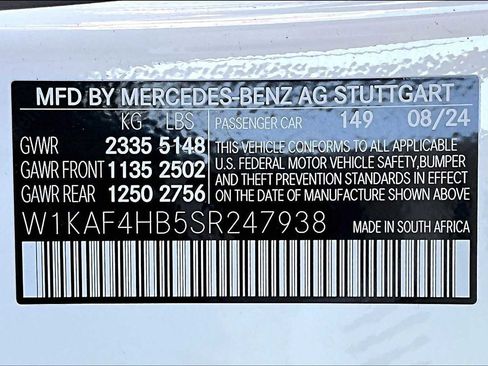 MFD BY MERCEDES-BENZ AG STUTTGART
KG LBS PASSENGER CAR 149 08/24
GVWR 2335 5148
GAWR FRONT 1135 2502
GAWR REAR 1250 2756
THIS VEHICLE CONFORMS TO ALL APPLICABLE
U.S. FEDERAL MOTOR VEHICLE SAFETY,BUMPER
AND THEFT PREVENTION STANDARDS IN EFFECT
ON THE DATE OF MANUFACTURE SHOWN ABOVE
W1KAF4HB5SR247938
MADE IN SOUTH AFRICA